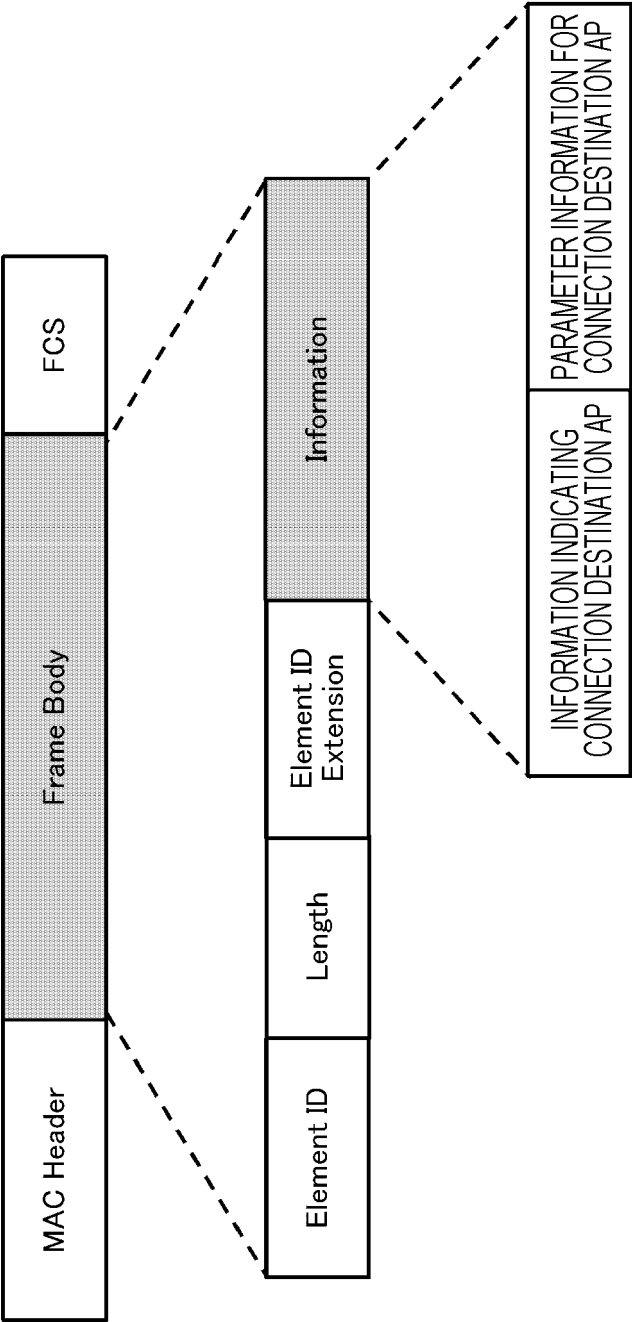 MAC Header
Frame Body
FCS
Element ID
Length
Element ID
Extension
Information
INFORMATION INDICATING
CONNECTION DESTINATION AP
PARAMETER INFORMATION FOR
CONNECTION DESTINATION AP